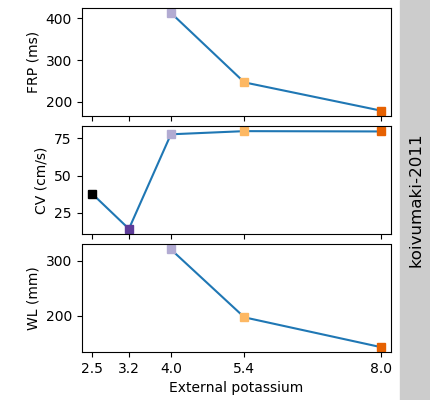 400
300
200
FRP (ms)
75
50
25
CV (cm/s)
300
200
WL (mm)
2.5 3.2 4.0 5.4 8.0
External potassium
koivumaki-2011